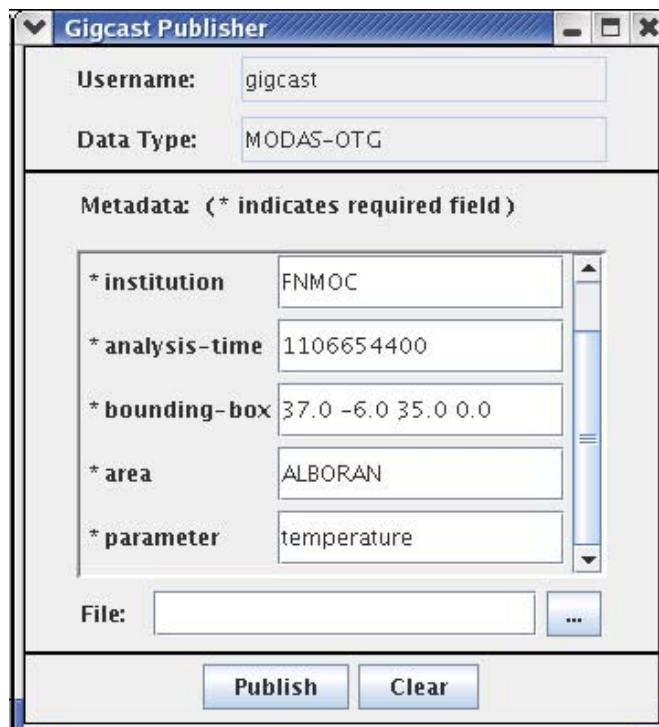 Gigcast Publisher
Username: gigcast
Data Type: MODAS-OTG
Metadata: (* indicates required field)
* institution FNMOC
* analysis-time 1106654400
* bounding-box 37.0 -6.0 35.0 0.0
* area ALBORAN
* parameter temperature
File: ...
Publish Clear